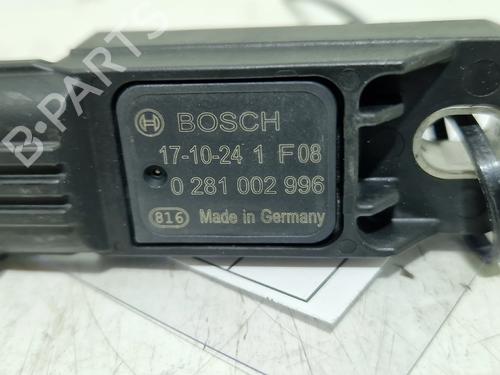 B-PARTS
BOSCH
17-10-24 1 F08
0 281 002 996
816 Made in Germany